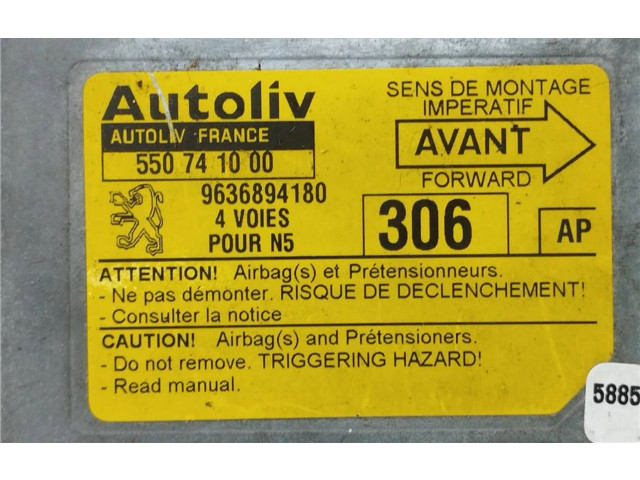 Autoliv
AUTOLIV FRANCE
550 74 10 00
9636894180
4 VOIES
POUR N5
SENS DE MONTAGE
IMPERATIF
AVANT
FORWARD
306
AP
ATTENTION! Airbag(s) et Prétensionneurs.
- Ne pas démonter. RISQUE DE DECLENCHEMENT!
- Consulter la notice
CAUTION! Airbag(s) and Prétensioners.
- Do not remove. TRIGGERING HAZARD!
- Read manual.
5885